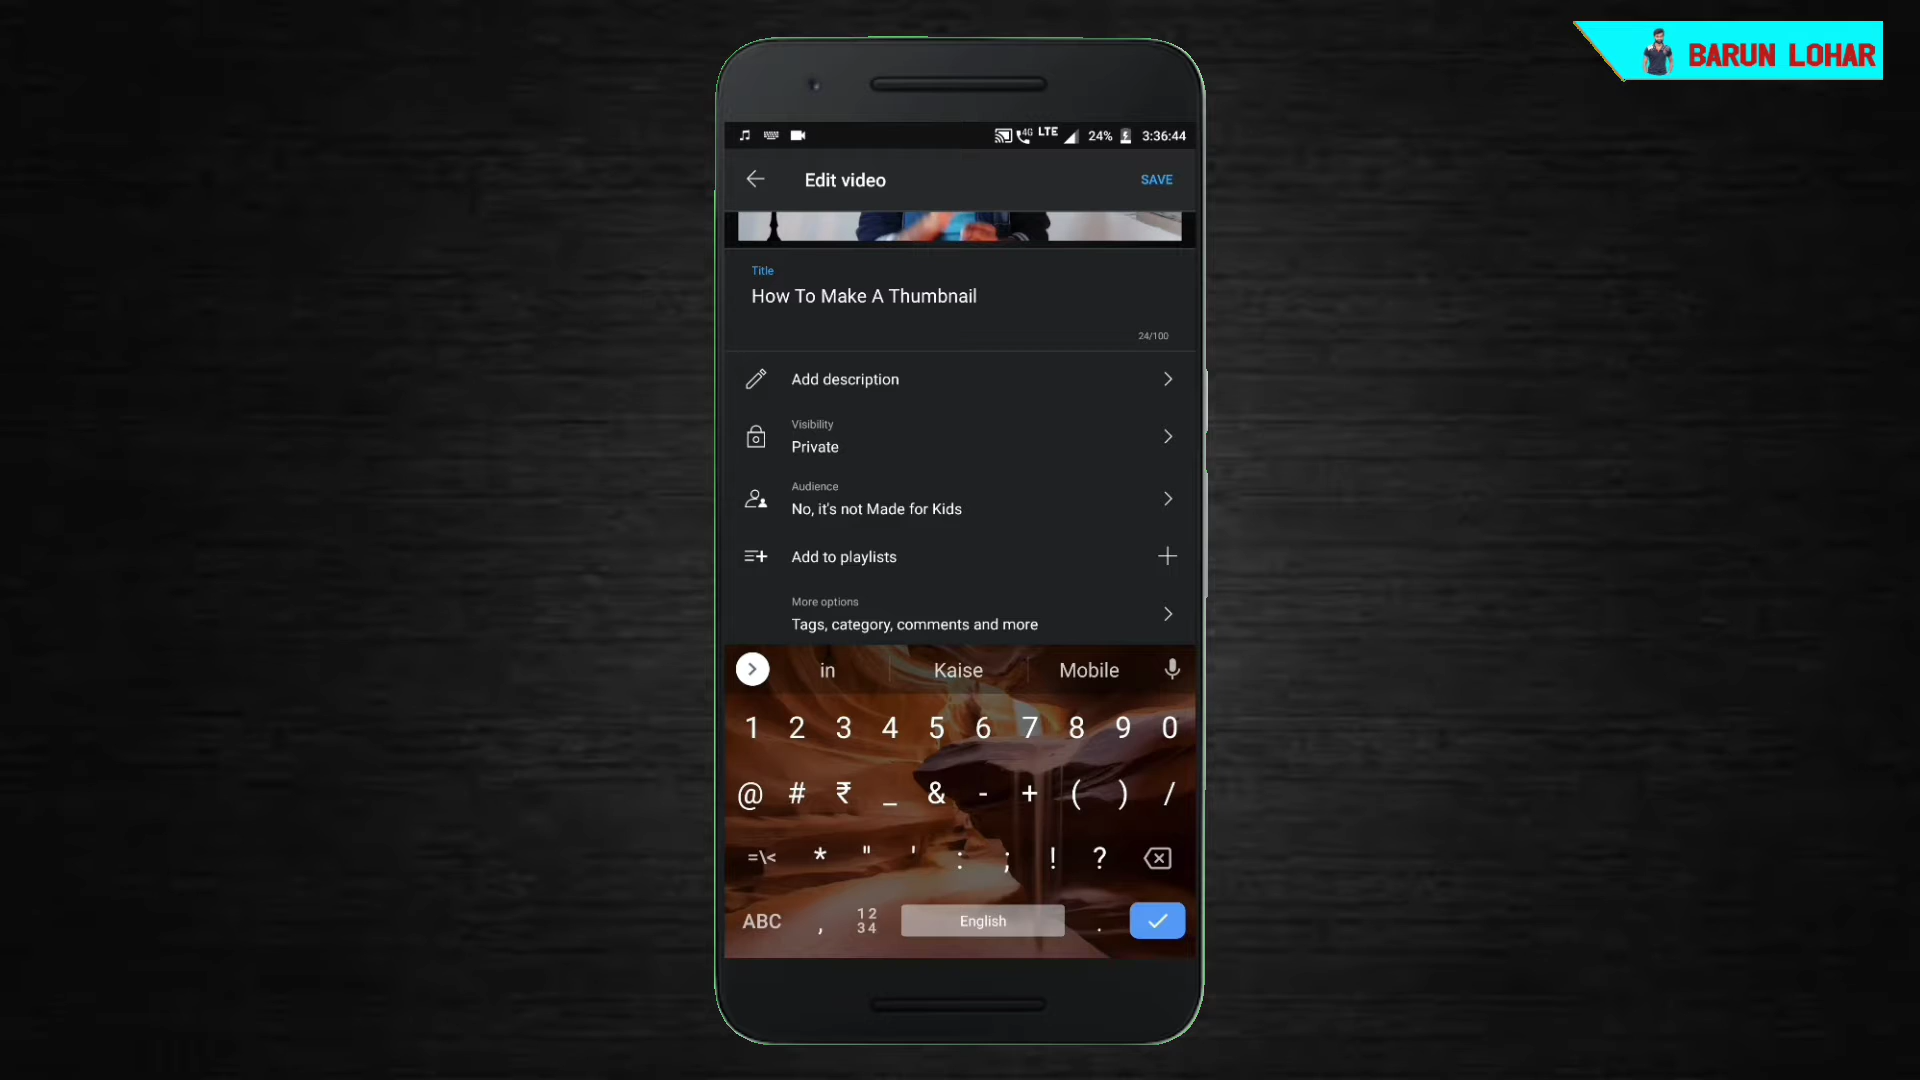 BARUN LOHAR
4G LTE 24% 3:36:44
Edit video
SAVE
Title
How To Make A Thumbnail
24/100
Add description
Visibility
Private
Audience
No, it's not Made for Kids
Add to playlists
More options
Tags, category, comments and more
in Kaise Mobile
1 2 3 4 5 6 7 8 9 0
@ # ₹ _ & - + ( ) /
=\< * " ' : ; ! ?
ABC , 12 34 English .